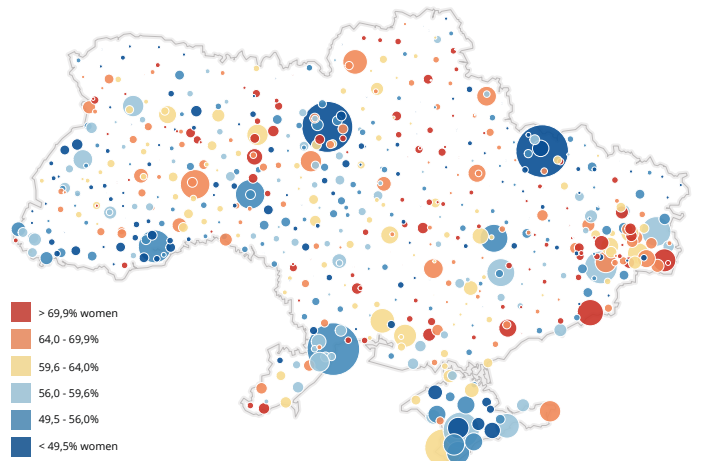 > 69,9% women
64,0 - 69,9%
59,6 - 64,0%
56,0 - 59,6%
49,5 - 56,0%
< 49,5% women